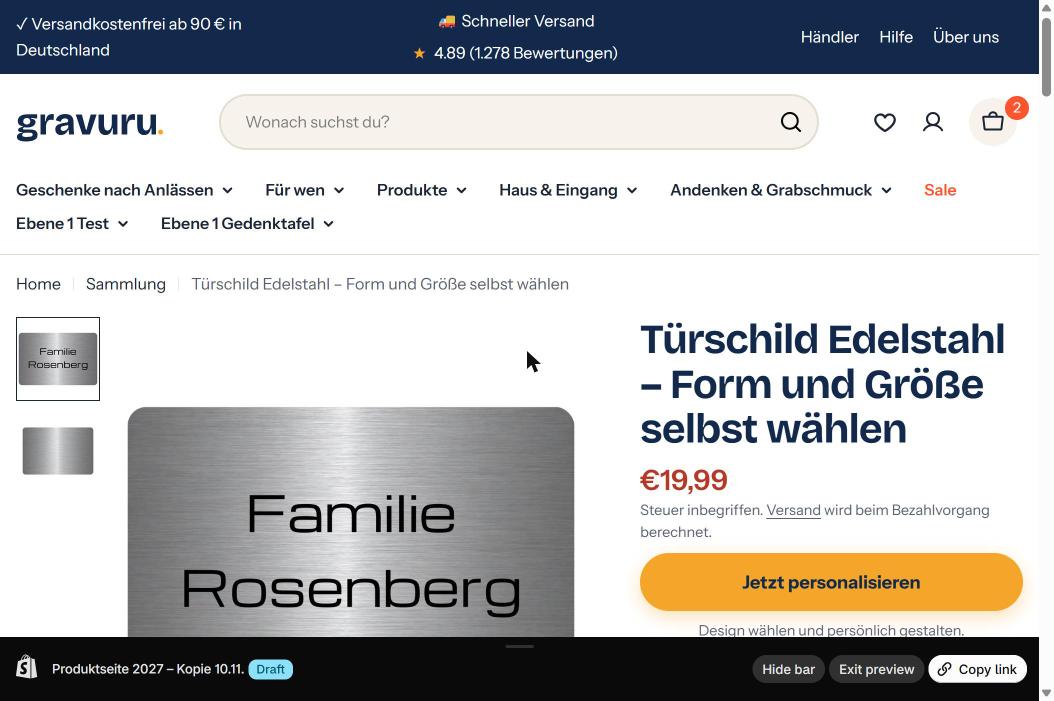 ✓ Versandkostenfrei ab 90 € in
Deutschland
🚚 Schneller Versand
★ 4.89 (1.278 Bewertungen)
Händler Hilfe Über uns
gravuru.
Wonach suchst du?
2
Geschenke nach Anlässen Für wen Produkte Haus & Eingang Andenken & Grabschmuck Sale
Ebene 1 Test Ebene 1 Gedenktafel
Home Sammlung Türschild Edelstahl – Form und Größe selbst wählen
Familie
Rosenberg
Familie
Rosenberg
Türschild Edelstahl
– Form und Größe
selbst wählen
€19,99
Steuer inbegriffen. Versand wird beim Bezahlvorgang
berechnet.
Jetzt personalisieren
Design wählen und persönlich gestalten.
Produktseite 2027 – Kopie 10.11. Draft
Hide bar Exit preview Copy link